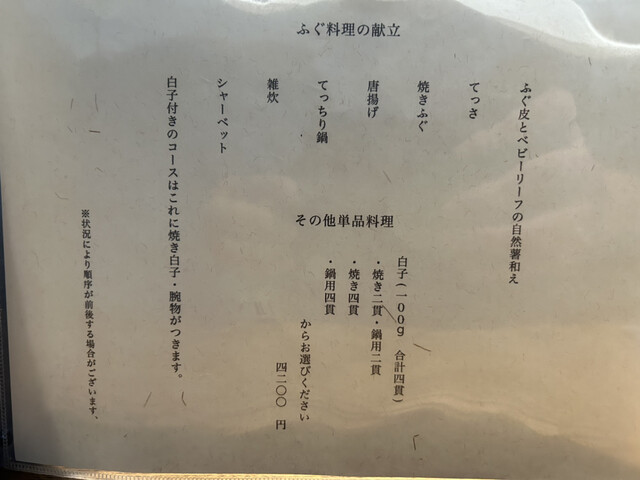 ふぐ料理の献立
ふぐ皮とベビーリーフの自然薯和え
てっさ
焼きふぐ
唐揚げ
てっちり鍋
雑炊
シャーベット
白子付きのコースはこれに焼き白子・腕物がつきます。
※状況により順序が前後する場合がございます、
その他単品料理
白子(一00g 合計四貫)
・焼き二貫・鍋用二貫
・焼き四貫
・鍋用四貫
からお選びください
四二〇〇 円